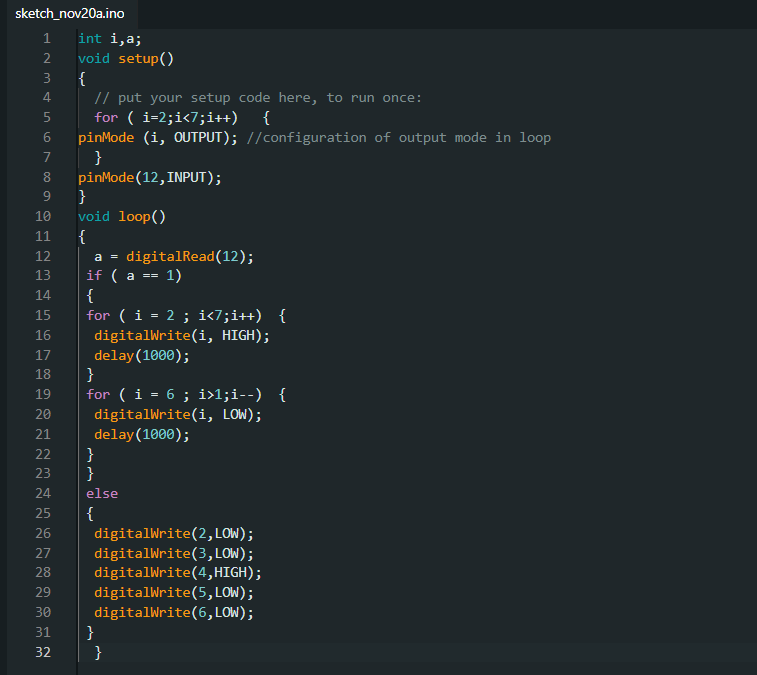 sketch_nov20a.ino
1 int i,a;
2 void setup()
3 {
4 // put your setup code here, to run once:
5 for ( i=2;i<7;i++) {
6 pinMode (i, OUTPUT); //configuration of output mode in loop
7 }
8 pinMode(12,INPUT);
9 }
10 void loop()
11 {
12 a = digitalRead(12);
13 if ( a == 1)
14 {
15 for ( i = 2 ; i<7;i++) {
16 digitalWrite(i, HIGH);
17 delay(1000);
18 }
19 for ( i = 6 ; i>1;i--) {
20 digitalWrite(i, LOW);
21 delay(1000);
22 }
23 }
24 else
25 {
26 digitalWrite(2,LOW);
27 digitalWrite(3,LOW);
28 digitalWrite(4,HIGH);
29 digitalWrite(5,LOW);
30 digitalWrite(6,LOW);
31 }
32 }